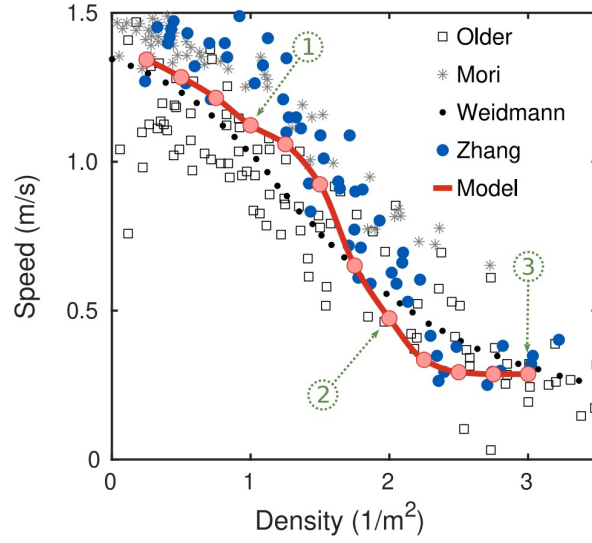 1.5
1.0
0.5
0
0
1
2
3
Speed (m/s)
Density (1/m²)
Older
Mori
Weidmann
Zhang
Model
1
2
3